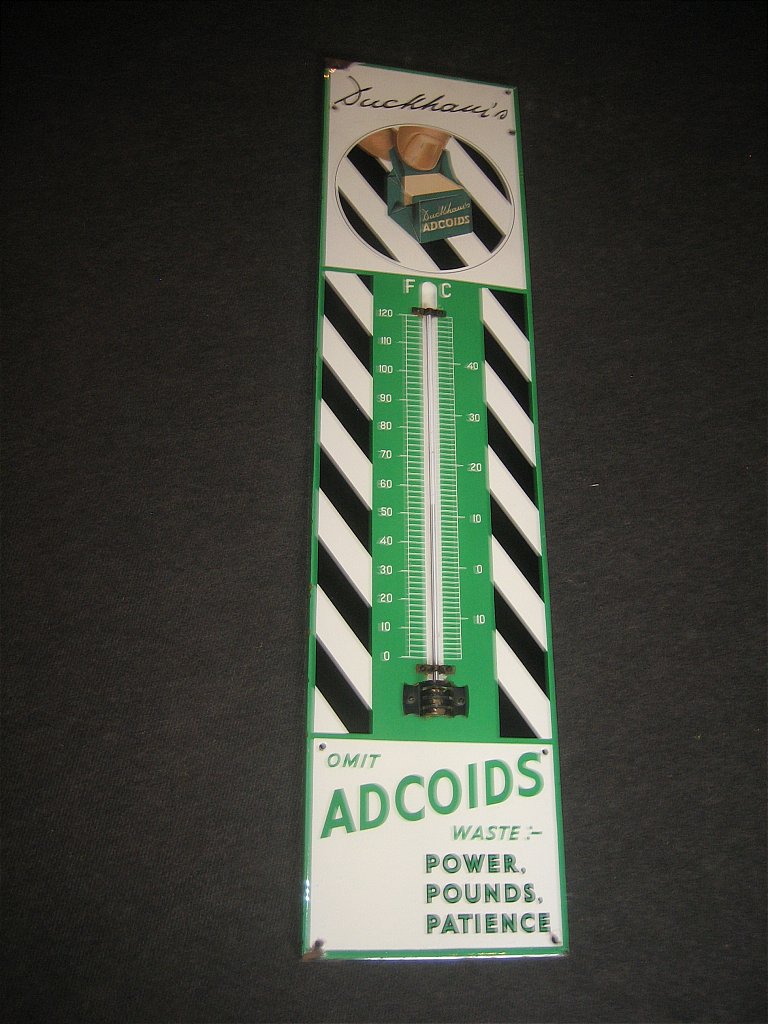 Duckham's
Duckham's
ADCOIDS
F C
120
110
100
90
80
70
60
50
40
30
20
10
0
40
30
20
10
0
10
OMIT
ADCOIDS
WASTE :-
POWER,
POUNDS,
PATIENCE